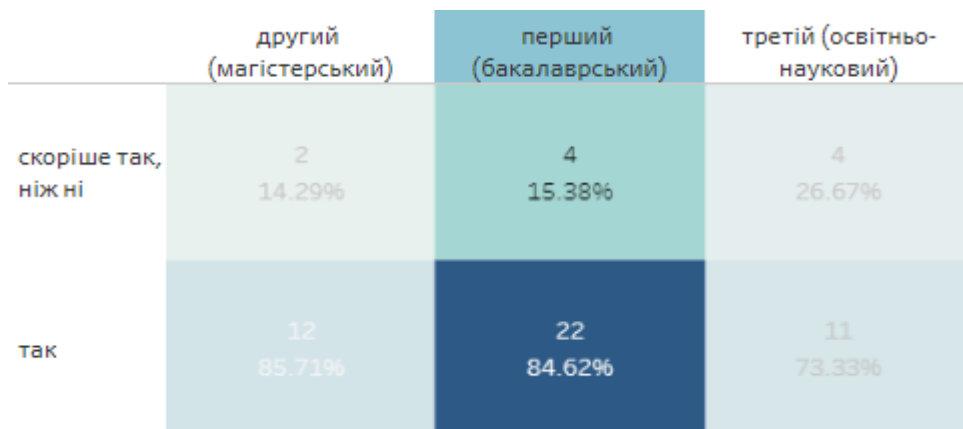 другий
(магістерський)
перший
(бакалаврський)
третій (освітньо-
науковий)
скоріше так,
ніж ні
2
14.29%
4
15.38%
4
26.67%
так
12
85.71%
22
84.62%
11
73.33%